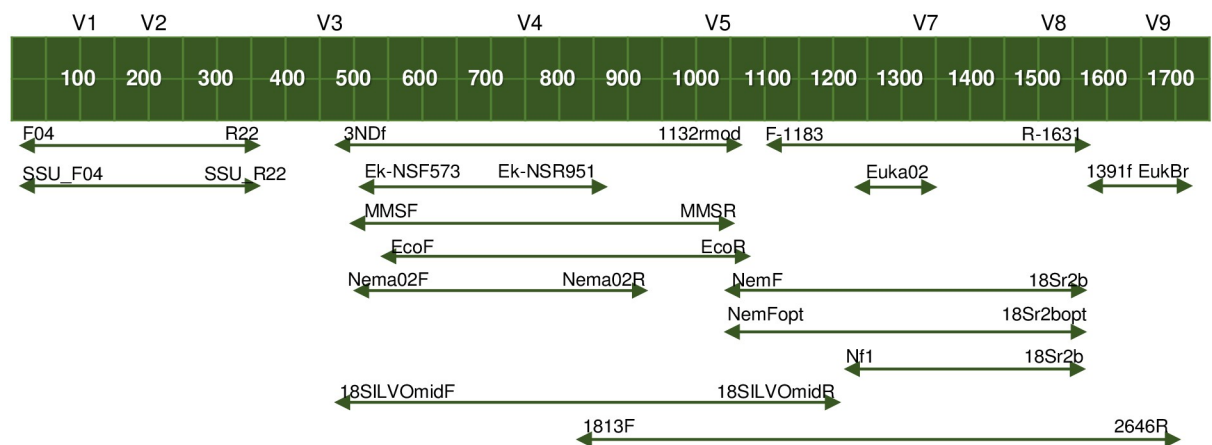 V1 V2 V3 V4 V5 V7 V8 V9
100 200 300 400 500 600 700 800 900 1000 1100 1200 1300 1400 1500 1600 1700
F04 R22 3NDf 1132rmod F-1183 R-1631
SSU_F04 SSU_R22 Ek-NSF573 Ek-NSR951 Euka02 1391f EukBr
MMSF MMSR
EcoF EcoR
Nema02F Nema02R NemF 18Sr2b
NemFopt 18Sr2bopt
Nf1 18Sr2b
18SILVOmidF 18SILVOmidR
1813F 2646R